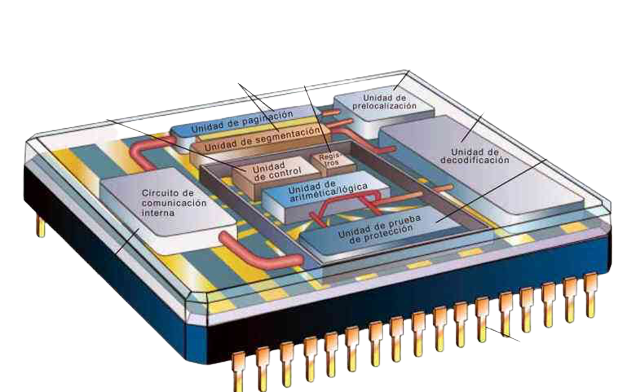 Unidad de paginación
Unidad de segmentación
Unidad de
prelocalización
Unidad de
decodificación
Unidad
de control
Regis
tros
Unidad de
aritmélica/lógica
Circuito de
comunicación
interna
Unidad de prueba
de protección